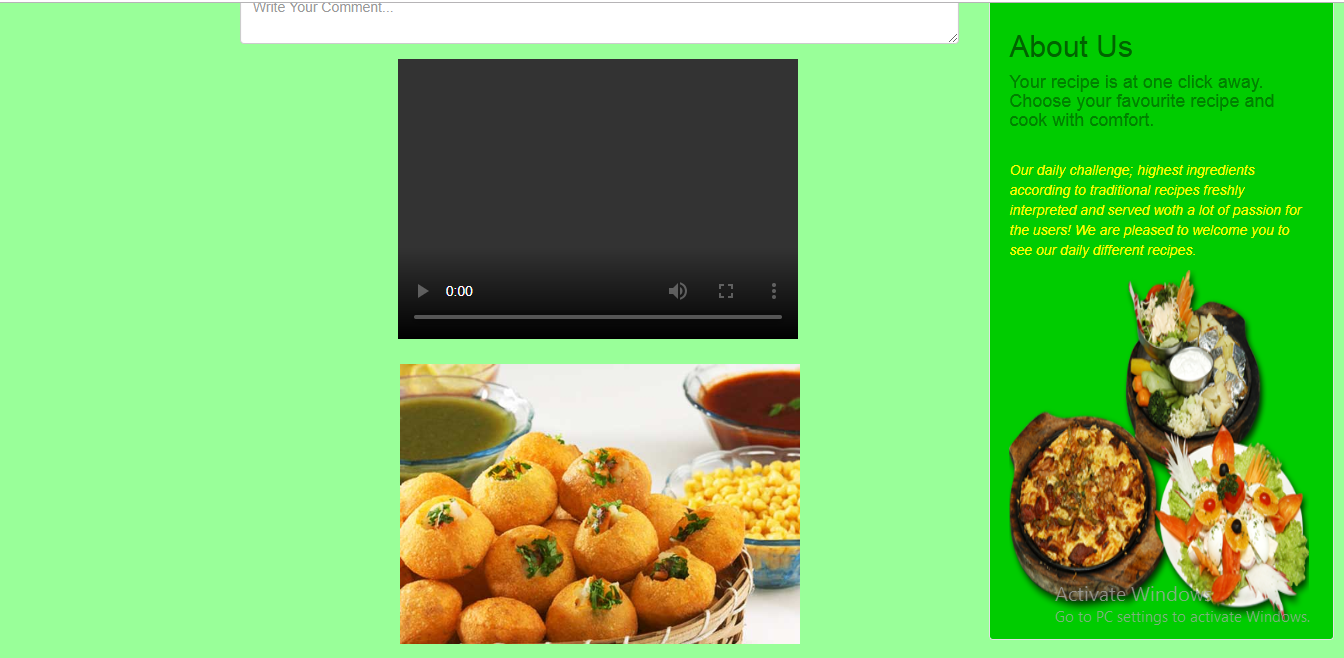 Write Your Comment...
About Us
Your recipe is at one click away.
Choose your favourite recipe and
cook with comfort.
Our daily challenge; highest ingredients
according to traditional recipes freshly
interpreted and served woth a lot of passion for
the users! We are pleased to welcome you to
see our daily different recipes.
0:00
Activate Windows
Go to PC settings to activate Windows.